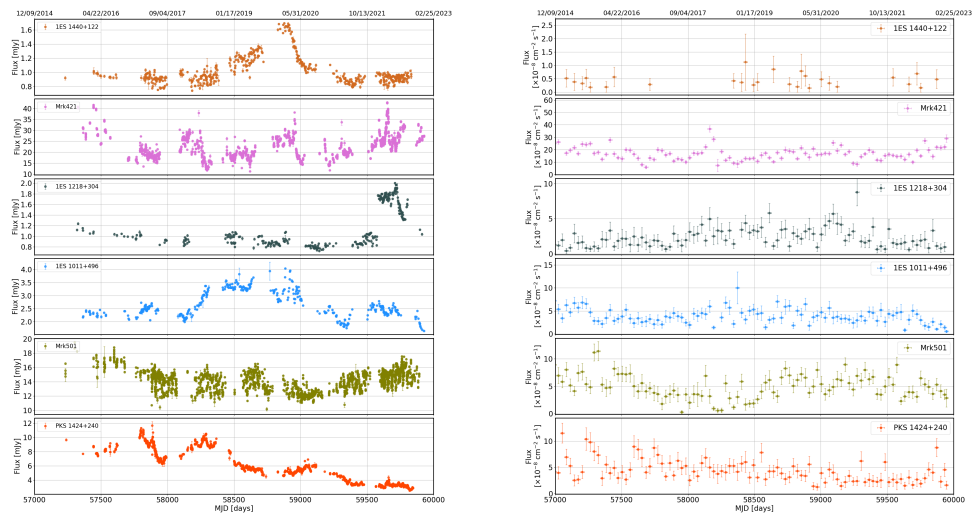 12/09/2014 04/22/2016 09/04/2017 01/17/2019 05/31/2020 10/13/2021 02/25/2023
1ES 1440+122
Flux [mJy]
1.6
1.4
1.2
1.0
0.8
Mrk421
Flux [mJy]
40
35
30
25
20
15
10
1ES 1218+304
Flux [mJy]
2.0
1.8
1.6
1.4
1.2
1.0
0.8
1ES 1011+496
Flux [mJy]
4.0
3.5
3.0
2.5
2.0
Mrk501
Flux [mJy]
20
18
16
14
12
10
PKS 1424+240
Flux [mJy]
12
10
8
6
4
2
57000 57500 58000 58500 59000 59500 60000
MJD [days]
12/09/2014 04/22/2016 09/04/2017 01/17/2019 05/31/2020 10/13/2021 02/25/2023
1ES 1440+122
Flux
[×10⁻⁸ cm⁻² s⁻¹]
2.5
2.0
1.5
1.0
0.5
0.0
Mrk421
Flux
[×10⁻⁸ cm⁻² s⁻¹]
60
50
40
30
20
10
0
1ES 1218+304
Flux
[×10⁻⁸ cm⁻² s⁻¹]
10
5
0
1ES 1011+496
Flux
[×10⁻⁸ cm⁻² s⁻¹]
15
10
5
0
Mrk501
Flux
[×10⁻⁸ cm⁻² s⁻¹]
10
5
0
PKS 1424+240
Flux
[×10⁻⁸ cm⁻² s⁻¹]
10
5
0
57000 57500 58000 58500 59000 59500 60000
MJD [days]